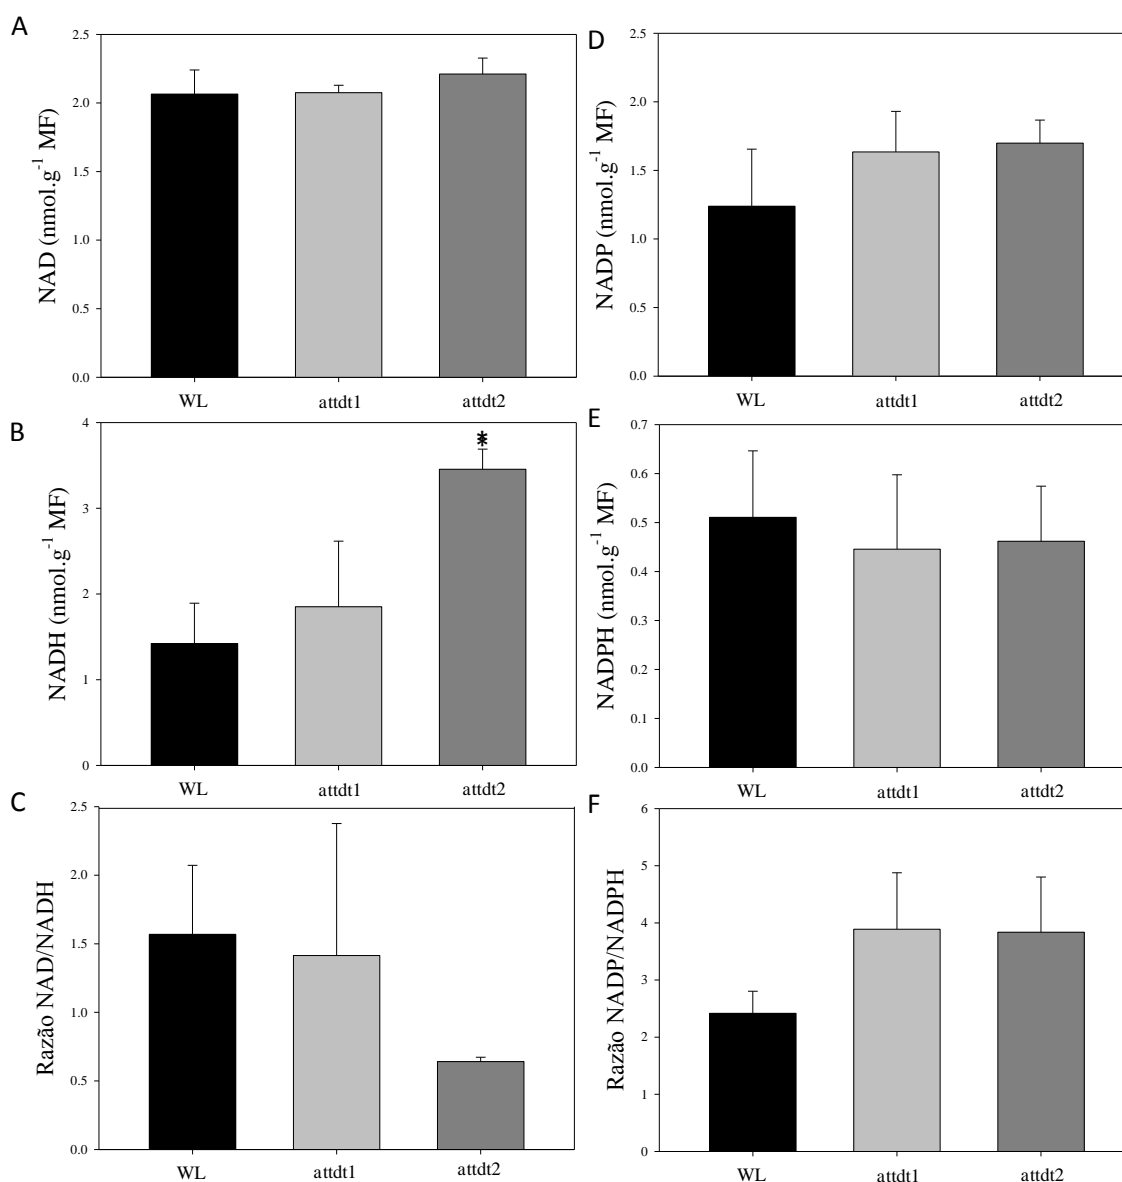 A
NAD (nmol.g-1 MF)
2.5
2.0
1.5
1.0
0.5
0.0
WL attdt1 attdt2
D
NADP (nmol.g-1 MF)
2.5
2.0
1.5
1.0
0.5
0.0
WL attdt1 attdt2
B
NADH (nmol.g-1 MF)
4
3
2
1
0
*
WL attdt1 attdt2
E
NADPH (nmol.g-1 MF)
0.7
0.6
0.5
0.4
0.3
0.2
0.1
0.0
WL attdt1 attdt2
C
Razão NAD/NADH
2.5
2.0
1.5
1.0
0.5
0.0
WL attdt1 attdt2
F
Razão NADP/NADPH
6
5
4
3
2
1
0
WL attdt1 attdt2